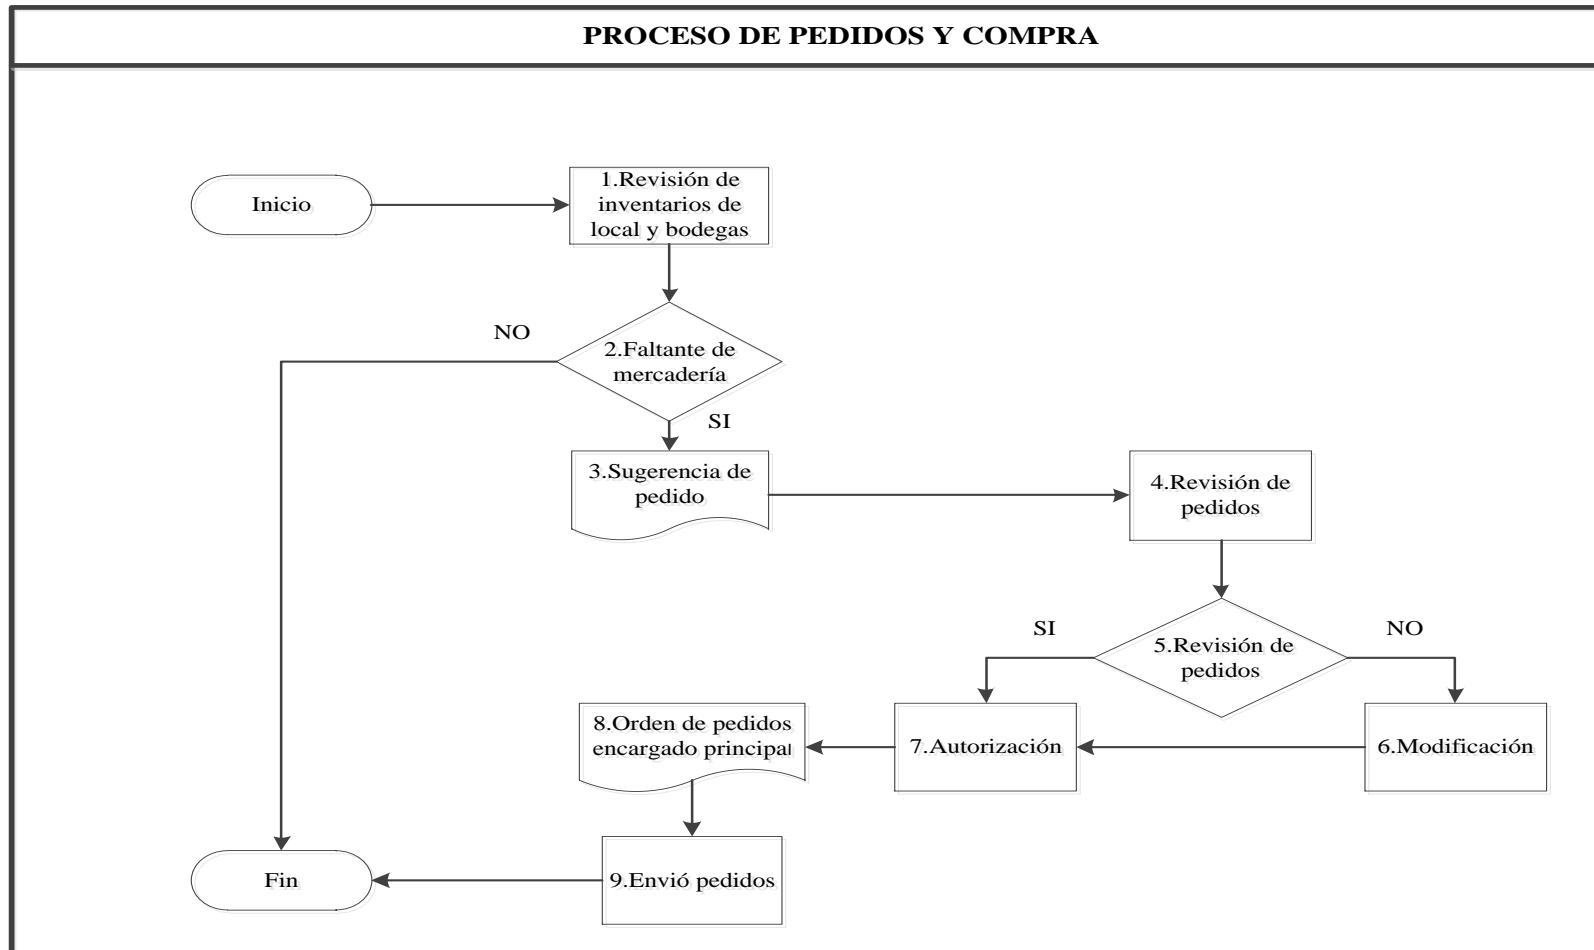 PROCESO DE PEDIDOS Y COMPRA
Inicio
1.Revisión de
inventarios de
local y bodegas
NO
2.Faltante de
mercadería
SI
3.Sugerencia de
pedido
4.Revisión de
pedidos
SI
5.Revisión de
pedidos
NO
6.Modificación
7.Autorización
8.Orden de pedidos
encargado principal
9.Envió pedidos
Fin